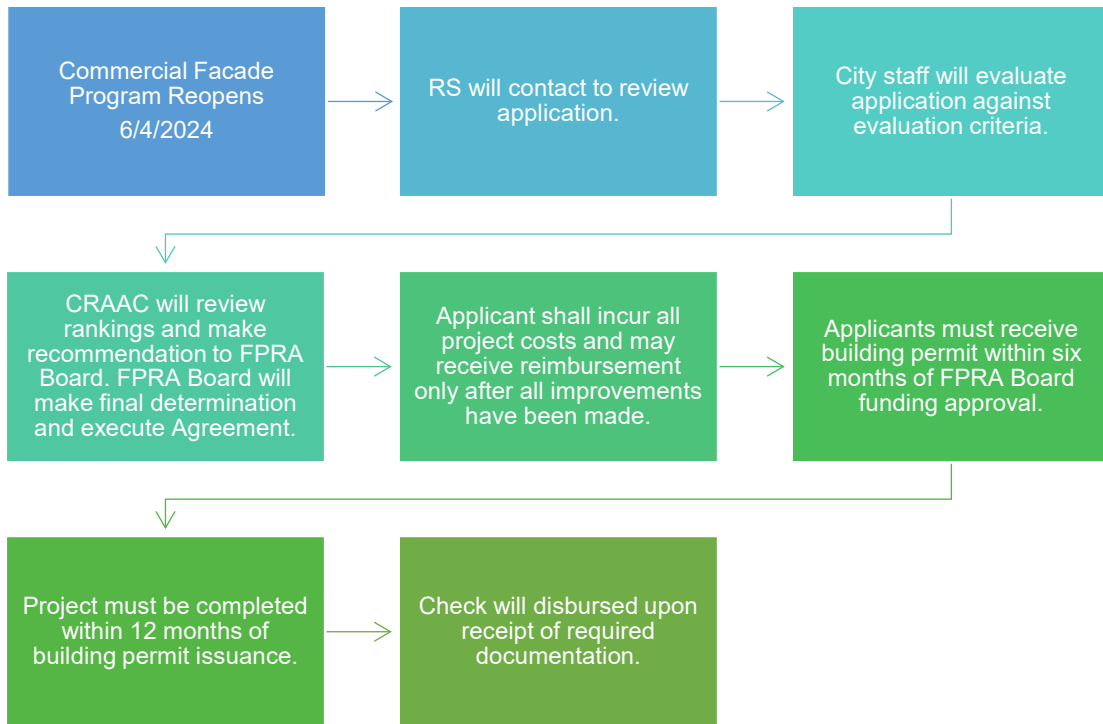 Commercial Facade
Program Reopens
6/4/2024
RS will contact to review
application.
City staff will evaluate
application against
evaluation criteria.
CRAAC will review
rankings and make
recommendation to FPRA
Board. FPRA Board will
make final determination
and execute Agreement.
Applicant shall incur all
project costs and may
receive reimbursement
only after all improvements
have been made.
Applicants must receive
building permit within six
months of FPRA Board
funding approval.
Project must be completed
within 12 months of
building permit issuance.
Check will disbursed upon
receipt of required
documentation.